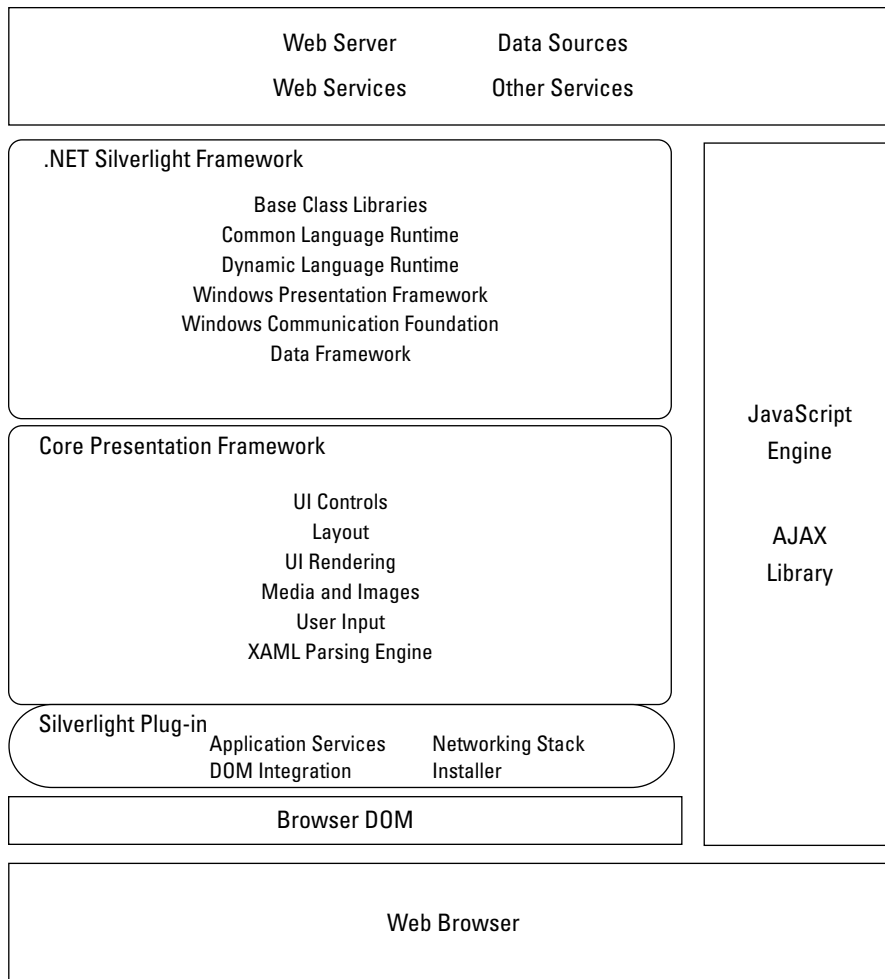 Web Server Data Sources
Web Services Other Services
.NET Silverlight Framework
Base Class Libraries
Common Language Runtime
Dynamic Language Runtime
Windows Presentation Framework
Windows Communication Foundation
Data Framework
Core Presentation Framework
UI Controls
Layout
UI Rendering
Media and Images
User Input
XAML Parsing Engine
Silverlight Plug-in
Application Services Networking Stack
DOM Integration Installer
Browser DOM
JavaScript
Engine
AJAX
Library
Web Browser